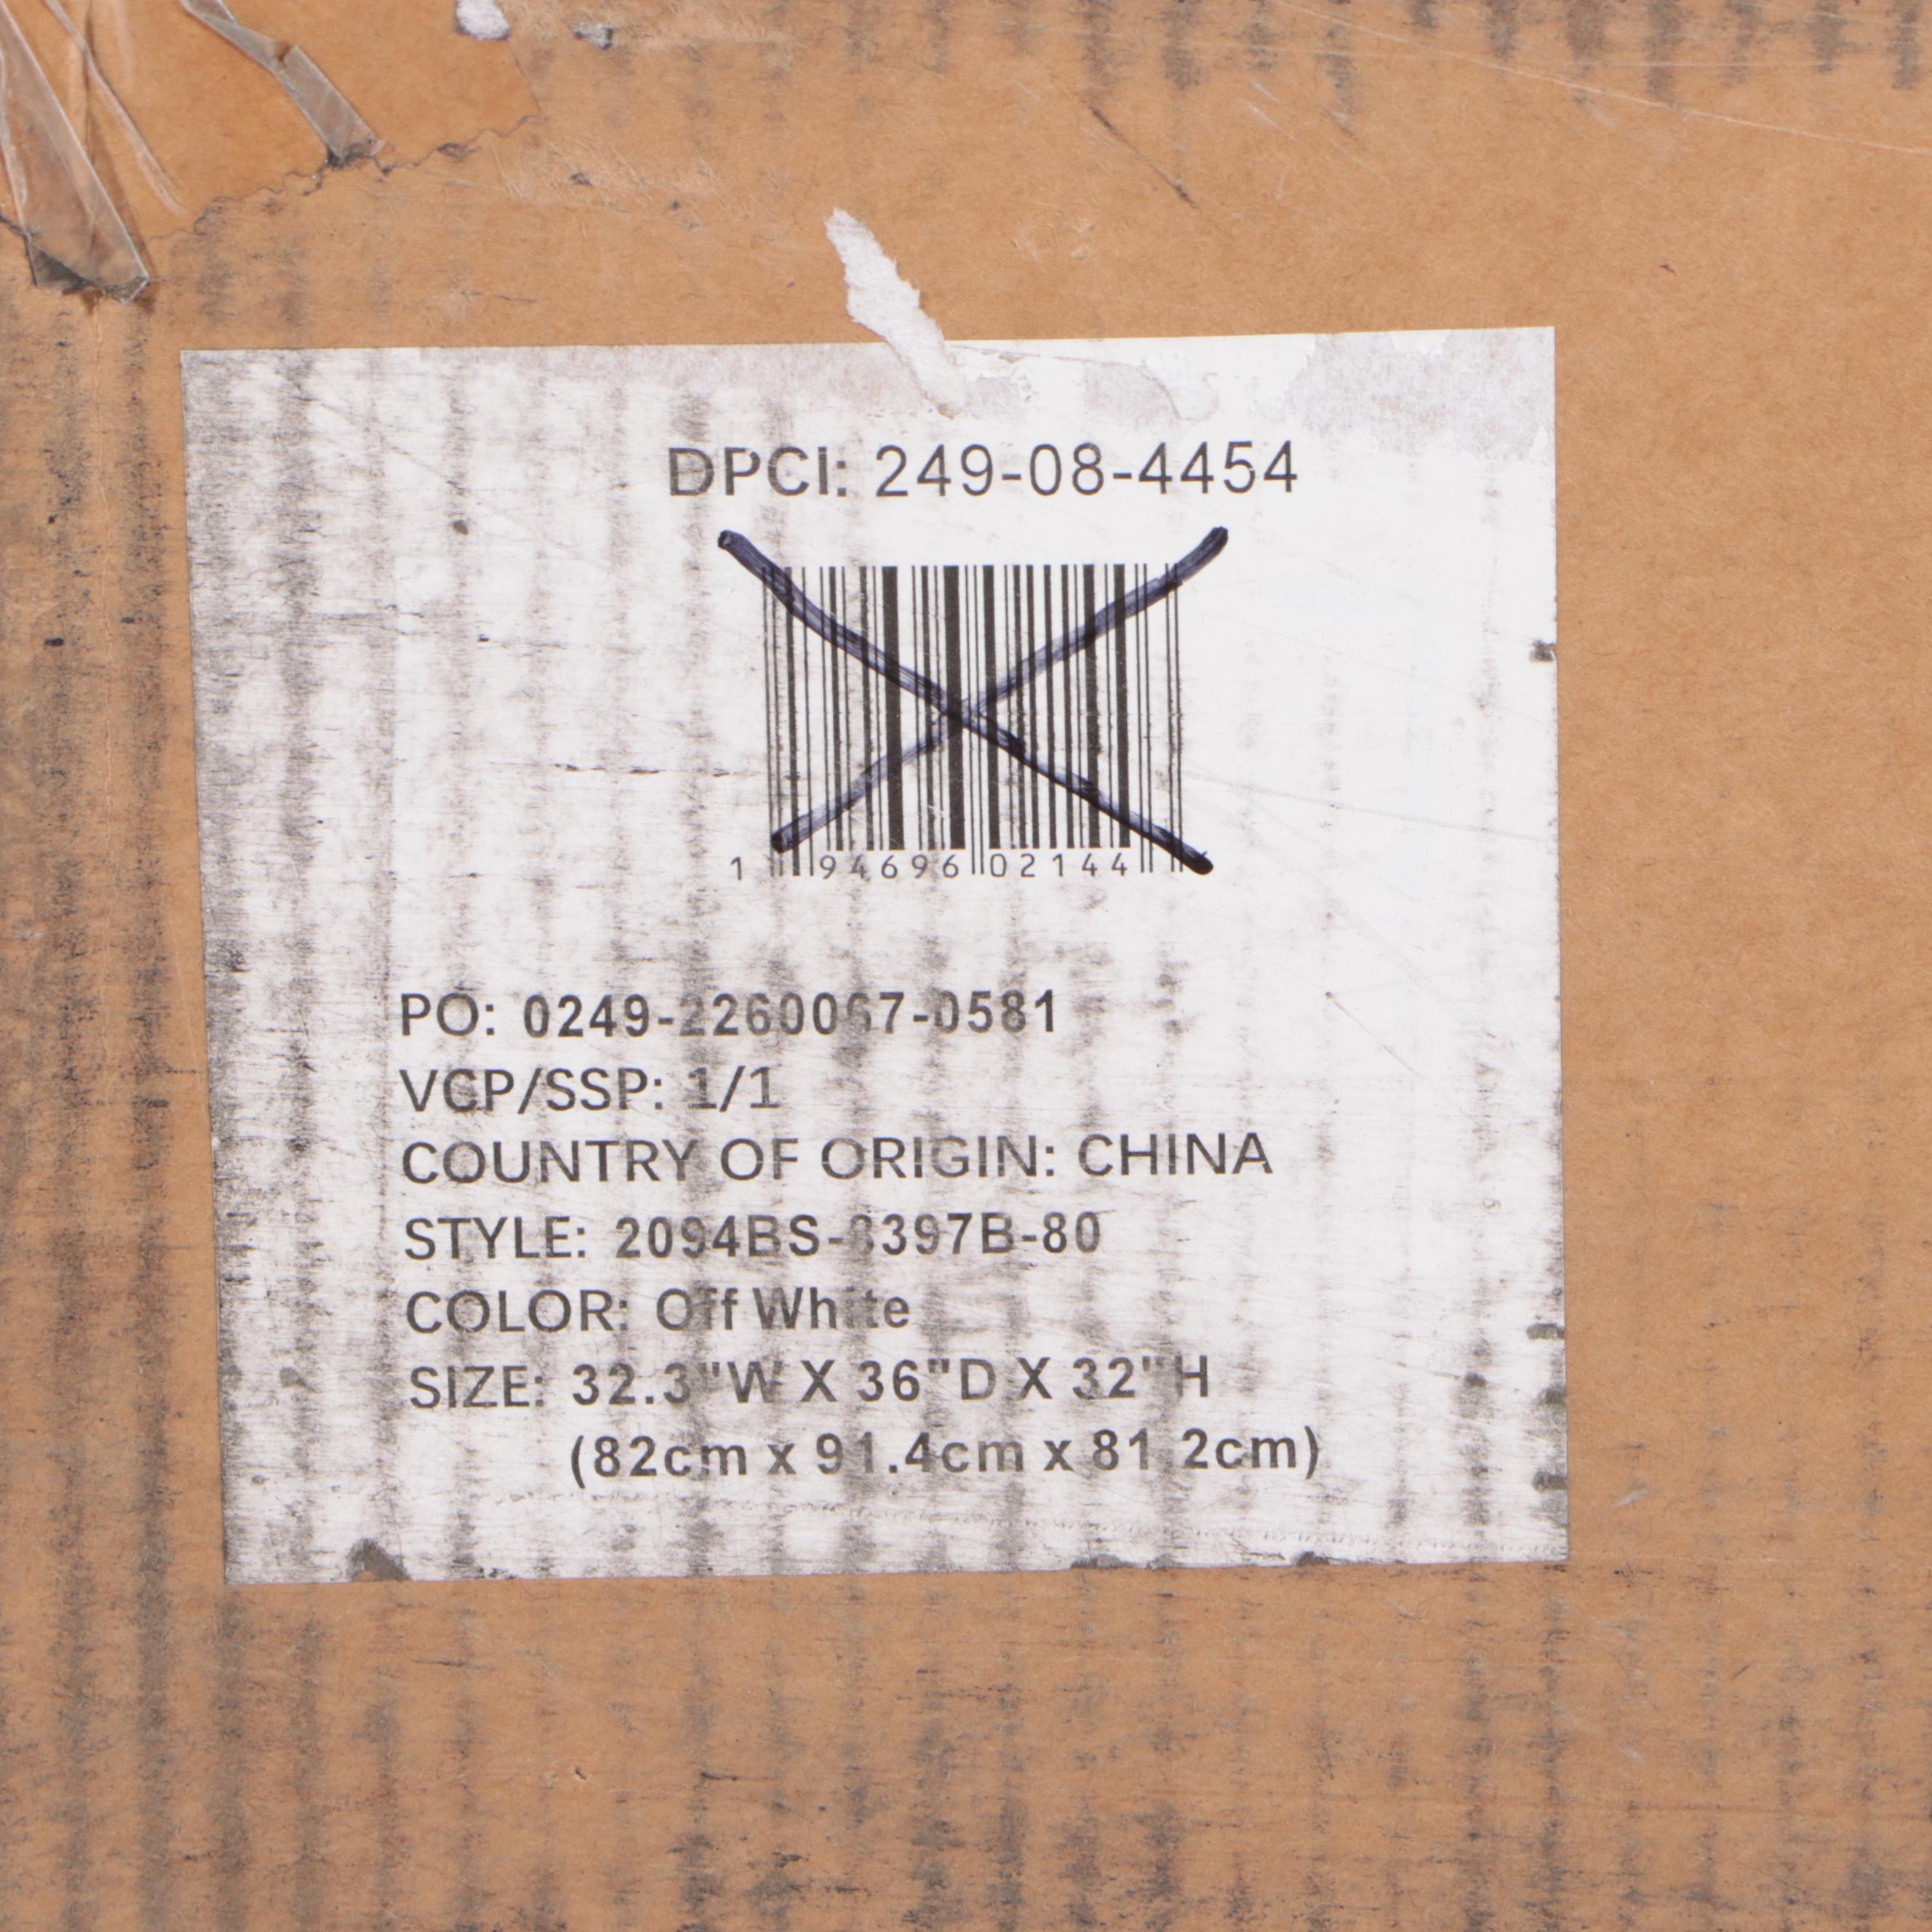 DPCI: 249-08-4454
1 94696 02144
PO: 0249-2260067-0581
VCP/SSP: 1/1
COUNTRY OF ORIGIN: CHINA
STYLE:
COLOR: Off White
SIZE: 32.3"W X 36"D X 32"H
(82cm x 91.4cm x 81.2cm)